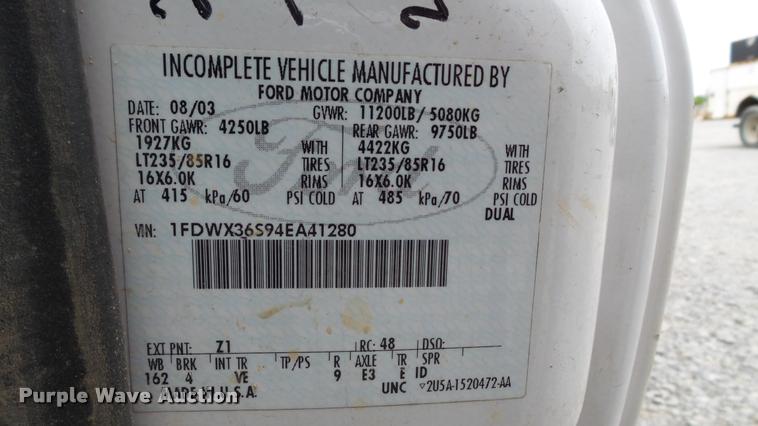 INCOMPLETE VEHICLE MANUFACTURED BY
FORD MOTOR COMPANY
DATE: 08/03 GVWR: 11200LB/ 5080KG
FRONT GAWR: 4250LB REAR GAWR: 9750LB
1927KG WITH 4422KG WITH
LT235/85R16 TIRES LT235/85R16 TIRES
16X6.0K RIMS 16X6.0K RIMS
AT 415 kPa/60 PSI COLD AT 485 kPa/70 PSI COLD
DUAL
Ford
VIN: 1FDWX36S94EA41280
EXT PNT: Z1 RC: 48 DSO:
WB BRK INT TR TP/PS R AXLE TR SPR
162 4 VE 9 E3 E ID
MADE IN U.S.A. UNC 2U5A-1520472-AA
Purple Wave Auction